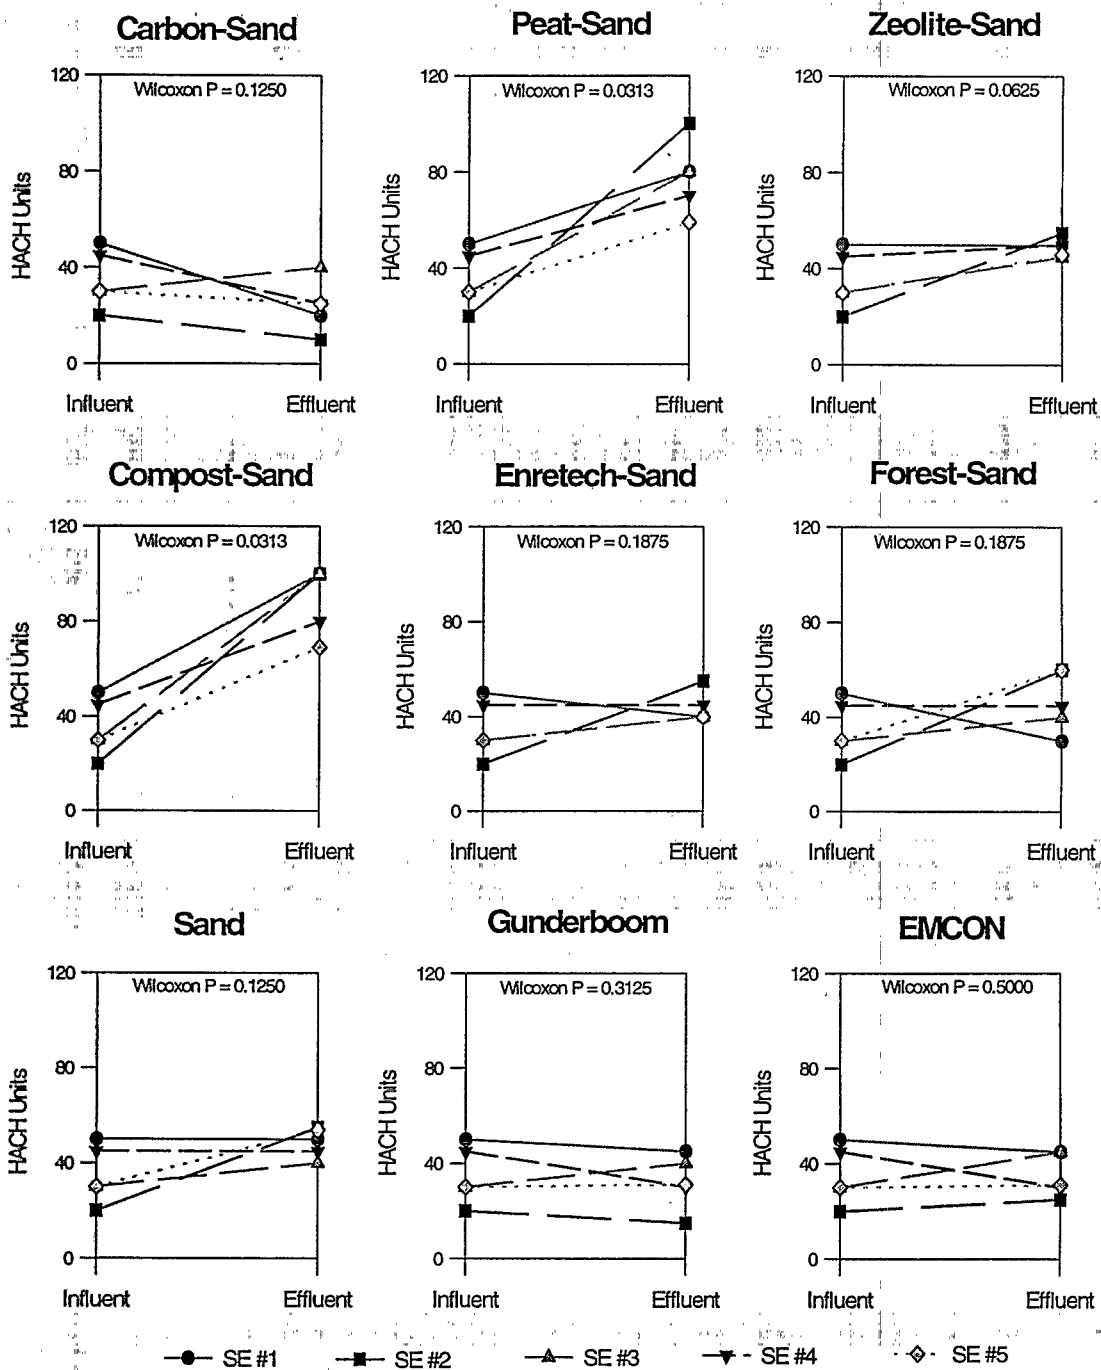 Carbon-Sand
Wilcoxon P = 0.1250
120
80
40
0
HACH Units
Influent
Effluent
Peat-Sand
Wilcoxon P = 0.0313
120
80
40
0
HACH Units
Influent
Effluent
Zeolite-Sand
Wilcoxon P = 0.0625
120
80
40
0
HACH Units
Influent
Effluent
Compost-Sand
Wilcoxon P = 0.0313
120
80
40
0
HACH Units
Influent
Effluent
Enretech-Sand
Wilcoxon P = 0.1875
120
80
40
0
HACH Units
Influent
Effluent
Forest-Sand
Wilcoxon P = 0.1875
120
80
40
0
HACH Units
Influent
Effluent
Sand
Wilcoxon P = 0.1250
120
80
40
0
HACH Units
Influent
Effluent
Gunderboom
Wilcoxon P = 0.3125
120
80
40
0
HACH Units
Influent
Effluent
EMCON
Wilcoxon P = 0.5000
120
80
40
0
HACH Units
Influent
Effluent
SE #1 SE #2 SE #3 SE #4 SE #5